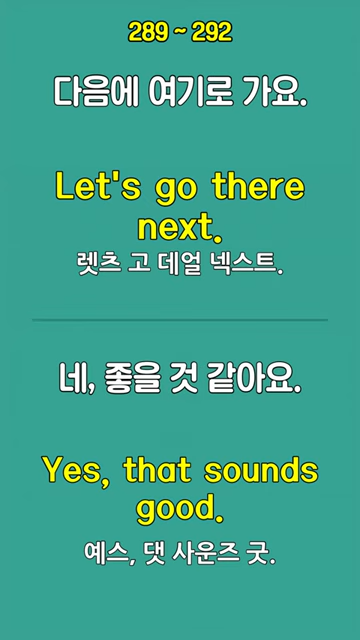 289 ~ 292
다음에 여기로 가요.
Let's go there
next.
렛츠 고 데얼 넥스트.
네, 좋을 것 같아요.
Yes, that sounds
good.
예스, 댓 사운즈 굿.